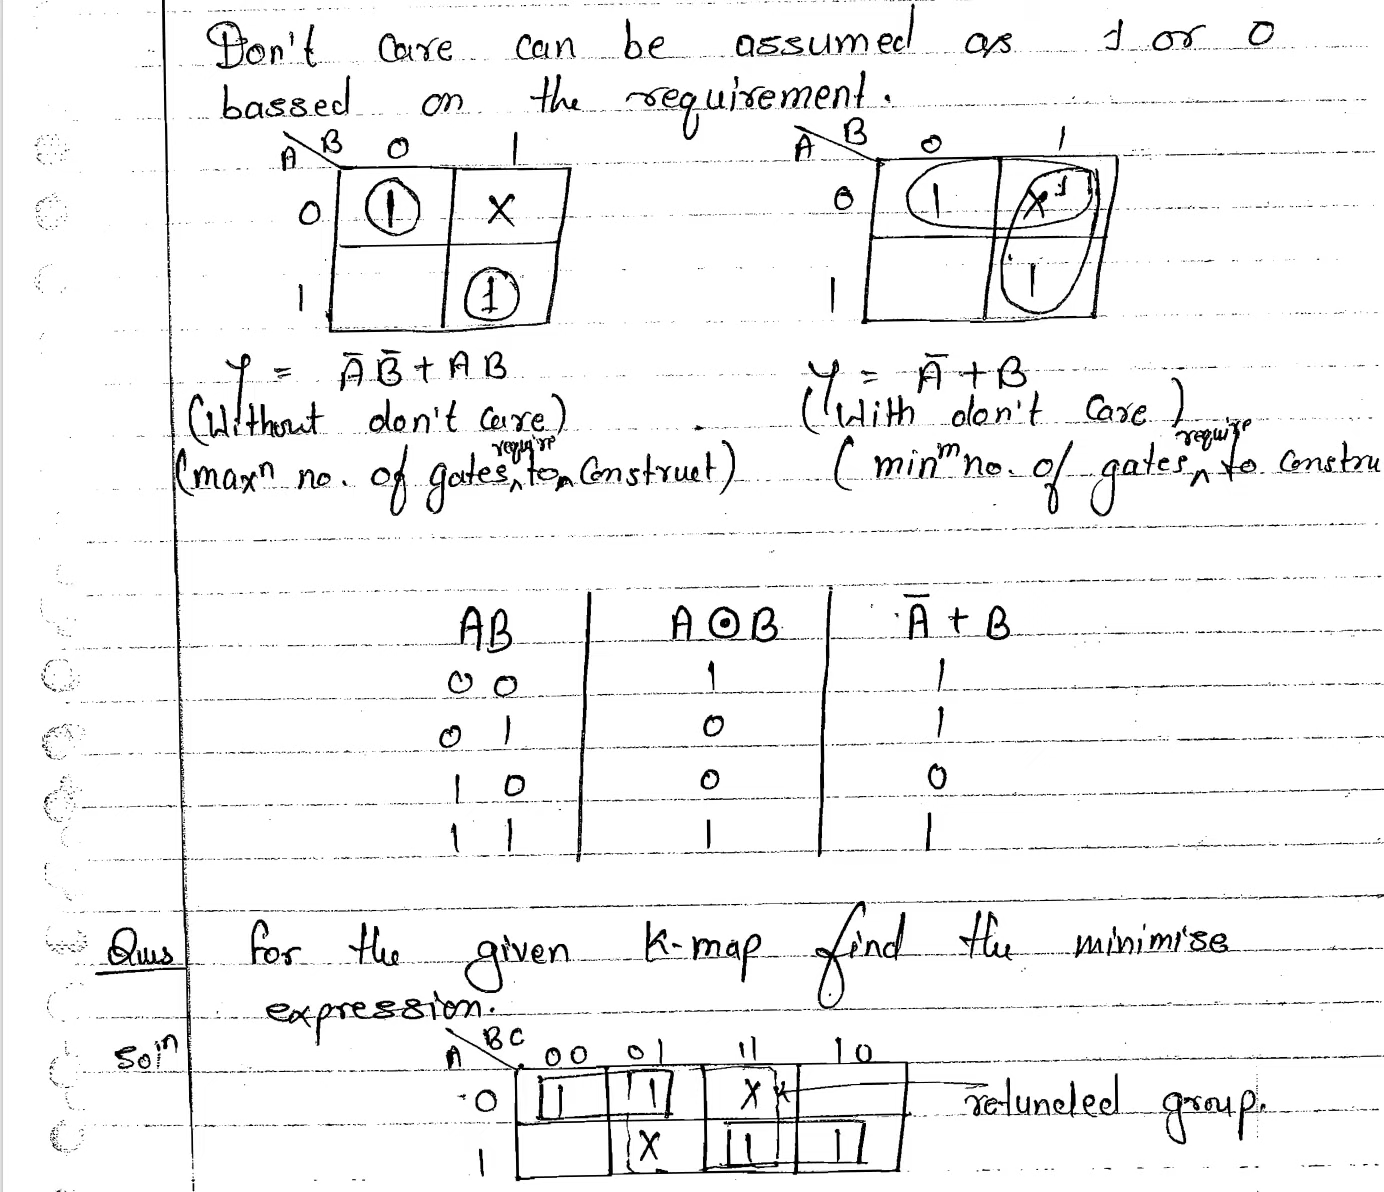 Don't care can be assumed as 1 or 0
bassed on the requirement.
A B 0 1
0 1 X
1 1
A B 0 1
0 1 X 1
1 1
Y = A̅ B̅ + A B
(Without don't care)
(maxn no. of gates require to construct)
Y = A̅ + B
(With don't care)
(minm no. of gates require to constru
AB A ⊙ B A̅ + B
0 0 1 1
0 1 0 1
1 0 0 0
1 1 1 1
Ques for the given K-map find the minimise
expression.
Soln A BC 00 01 11 10
0 1 1 X retunded group.
1 X 1 1